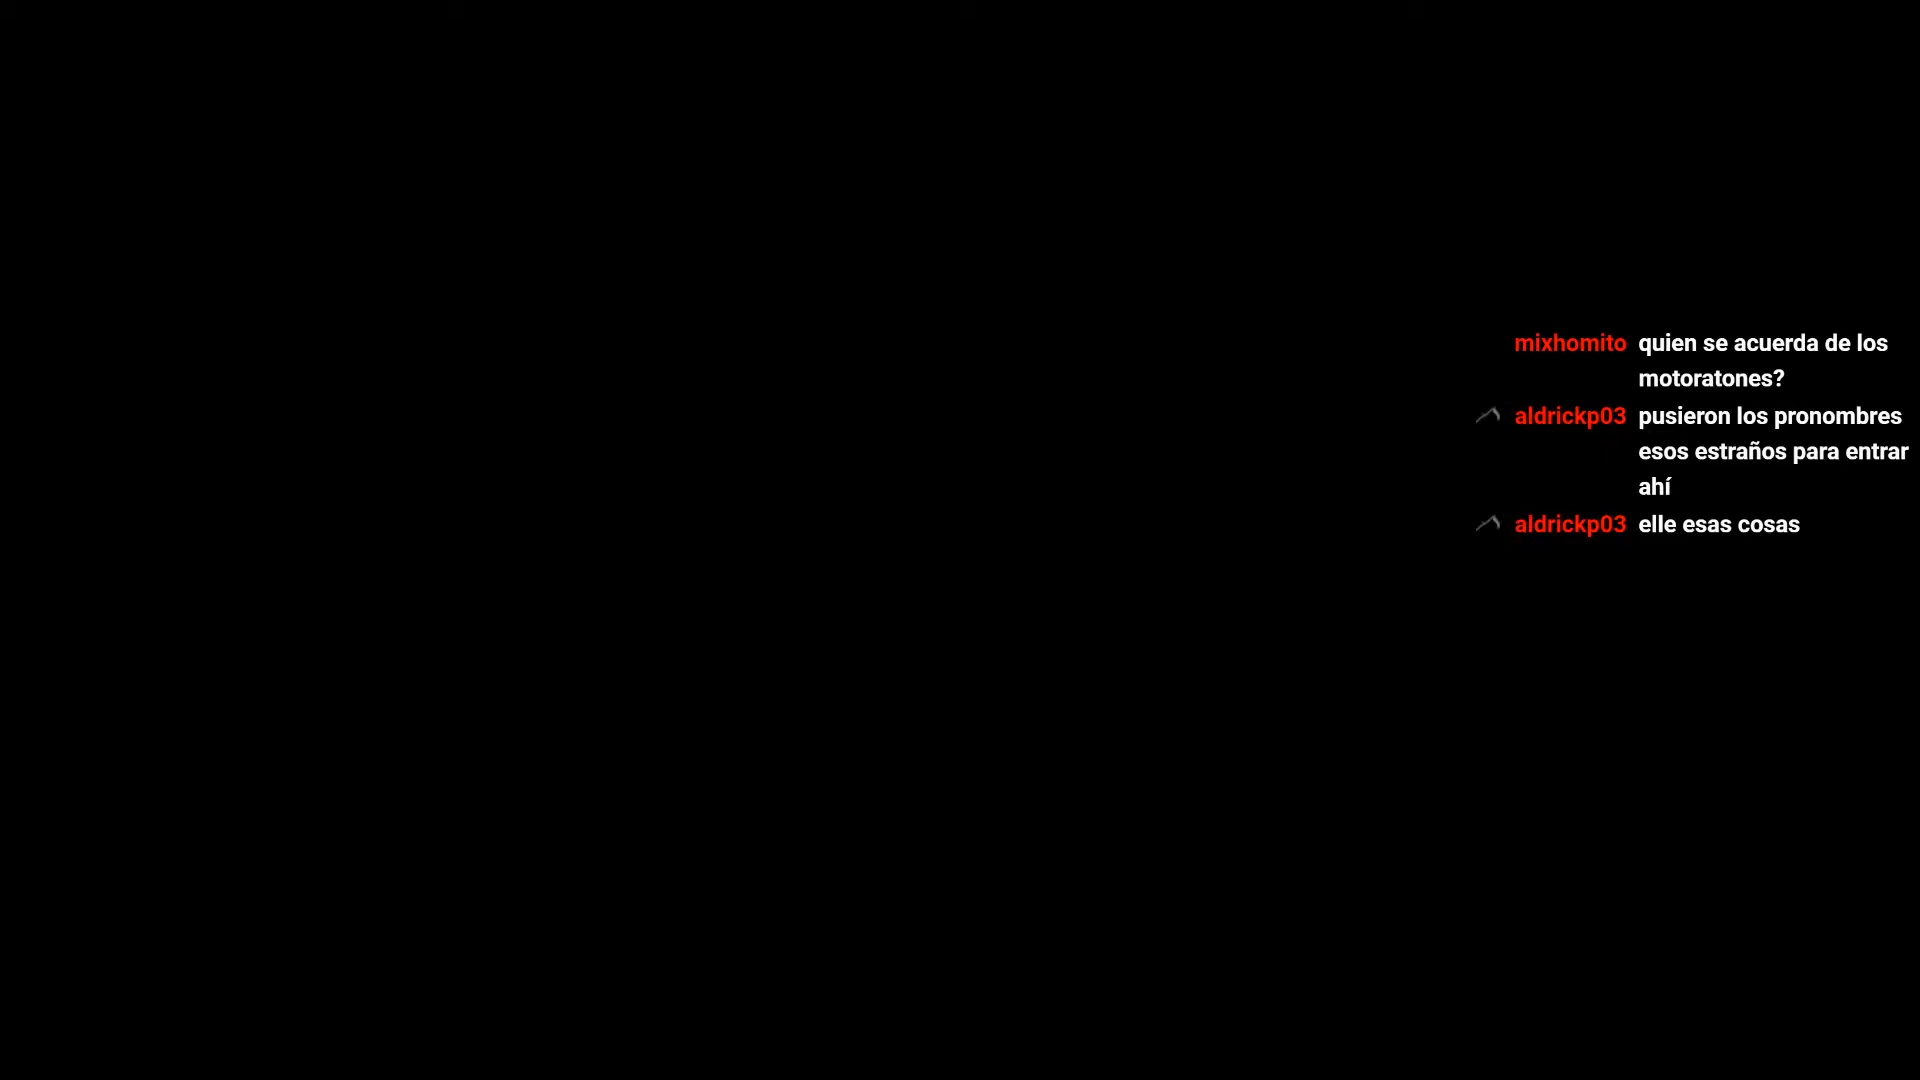 mixhomito quien se acuerda de los
motoratones?
aldrickp03 pusieron los pronombres
esos estraños para entrar
ahí
aldrickp03 elle esas cosas